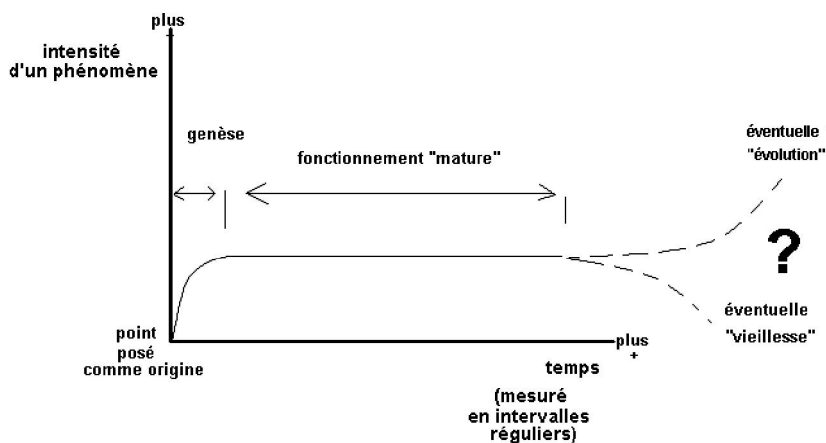 plus
+
intensité
d'un phénomène
genèse
fonctionnement "mature"
éventuelle
"évolution"
?
éventuelle
"vieillesse"
point
posé
comme origine
plus
+
temps
(mesuré
en intervalles
réguliers)